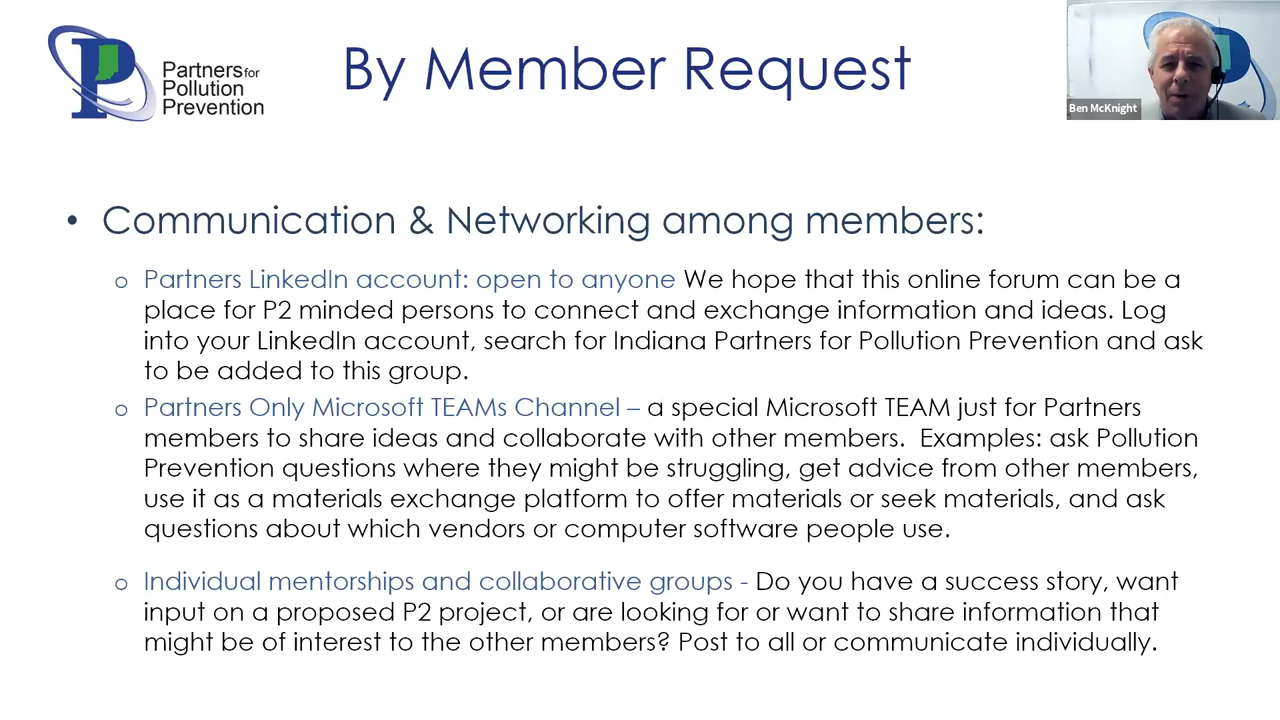 Partners for
Pollution
Prevention
By Member Request
Ben McKnight
• Communication & Networking among members:
o Partners LinkedIn account: open to anyone We hope that this online forum can be a
place for P2 minded persons to connect and exchange information and ideas. Log
into your LinkedIn account, search for Indiana Partners for Pollution Prevention and ask
to be added to this group.
o Partners Only Microsoft TEAMs Channel – a special Microsoft TEAM just for Partners
members to share ideas and collaborate with other members. Examples: ask Pollution
Prevention questions where they might be struggling, get advice from other members,
use it as a materials exchange platform to offer materials or seek materials, and ask
questions about which vendors or computer software people use.
o Individual mentorships and collaborative groups - Do you have a success story, want
input on a proposed P2 project, or are looking for or want to share information that
might be of interest to the other members? Post to all or communicate individually.